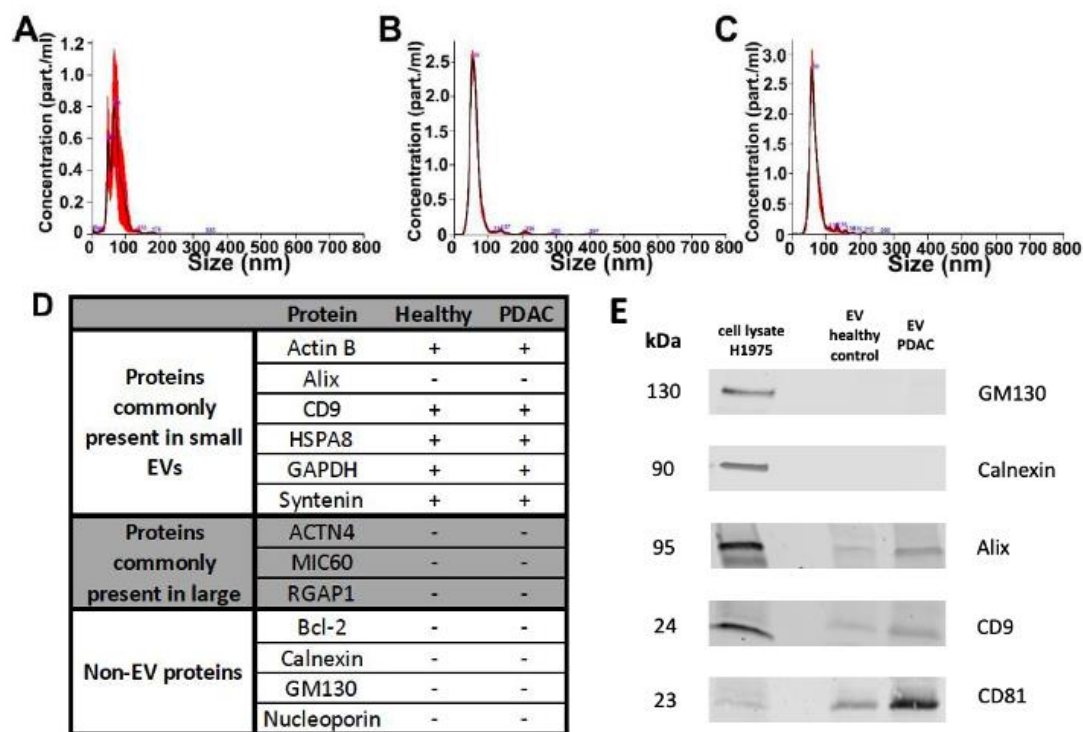 A
Concentration (part./ml)
1.2
1.0
0.8
0.6
0.4
0.2
0
0 100 200 300 400 500 600 700 800
Size (nm)
B
Concentration (part./ml)
2.5
2.0
1.5
1.0
0.5
0
0 100 200 300 400 500 600 700 800
Size (nm)
C
Concentration (part./ml)
3.0
2.5
2.0
1.5
1.0
0.5
0
0 100 200 300 400 500 600 700 800
Size (nm)
D
Protein Healthy PDAC
Proteins commonly present in small EVs
Actin B + +
Alix - -
CD9 + +
HSPA8 + +
GAPDH + +
Syntenin + +
Proteins commonly present in large
ACTN4 - -
MIC60 - -
RGAP1 - -
Non-EV proteins
Bcl-2 - -
Calnexin - -
GM130 - -
Nucleoporin - -
E
kDa
cell lysate
H1975
EV
healthy
control
EV
PDAC
130 GM130
90 Calnexin
95 Alix
24 CD9
23 CD81